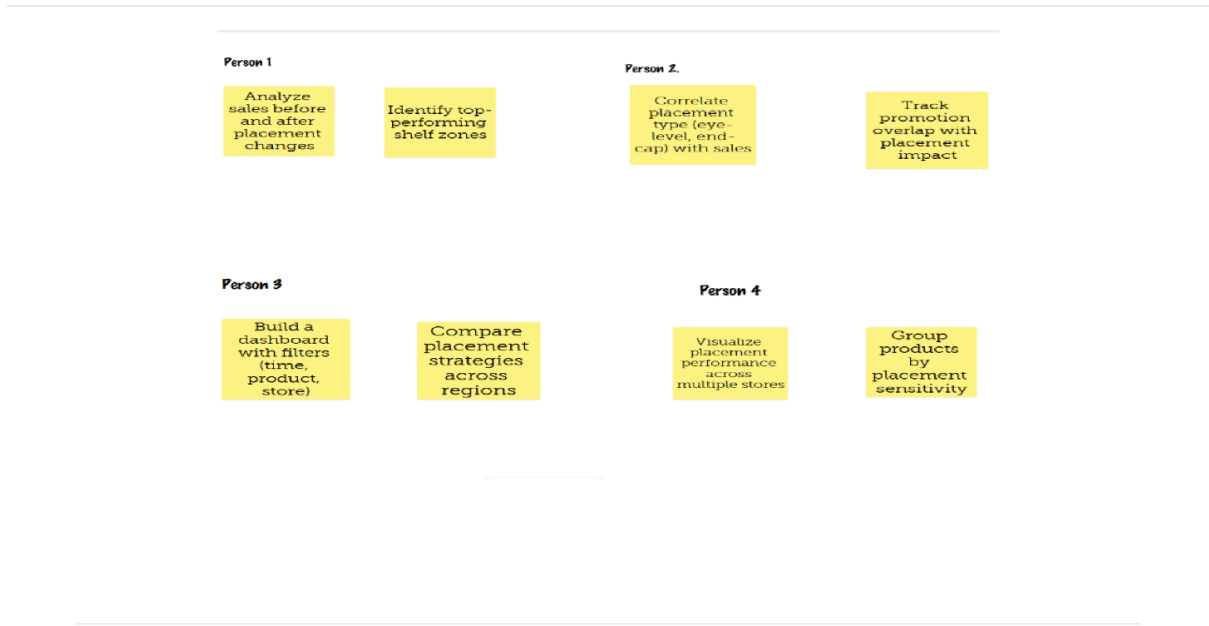 Person 1
Analyze
sales before
and after
placement
changes
Identify top-
performing
shelf zones
Person 2.
Correlate
placement
type (eye-
level, end-
cap) with sales
Track
promotion
overlap with
placement
impact
Person 3
Build a
dashboard
with filters
(time,
product,
store)
Compare
placement
strategies
across
regions
Person 4
Visualize
placement
performance
across
multiple stores
Group
products
by
placement
sensitivity